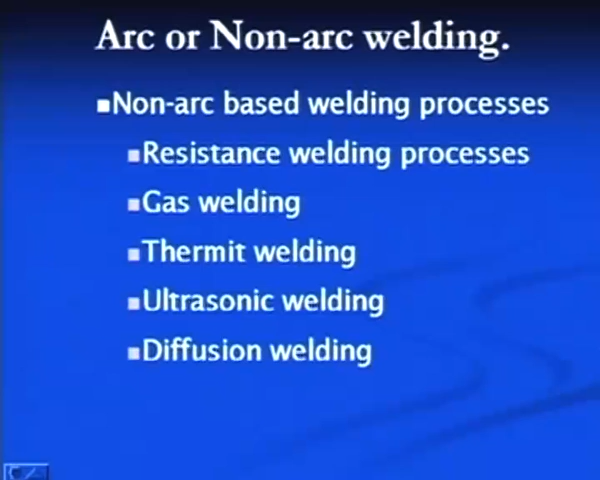 Arc or Non-arc welding.
Non-arc based welding processes
Resistance welding processes
Gas welding
Thermit welding
Ultrasonic welding
Diffusion welding